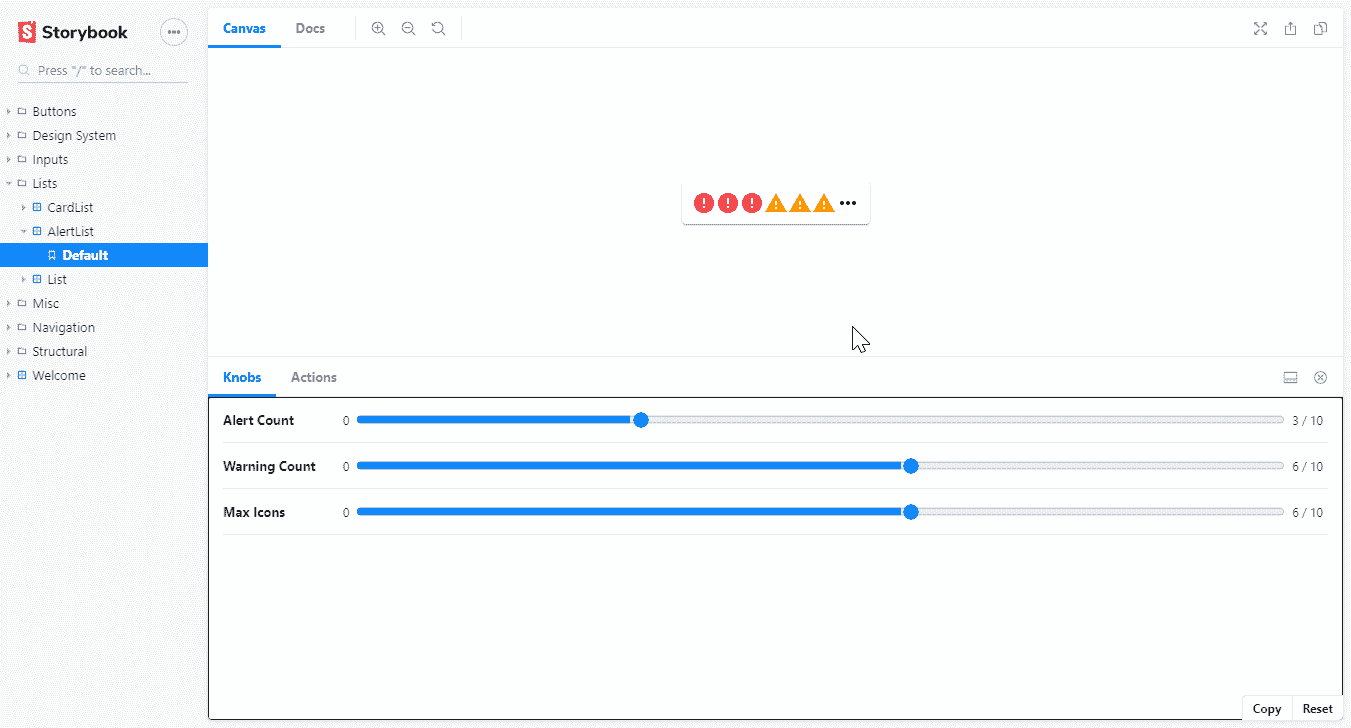 Storybook
Press "/" to search...
Buttons
Design System
Inputs
Lists
CardList
AlertList
Default
List
Misc
Navigation
Structural
Welcome
Canvas Docs
Knobs Actions
Alert Count 0 3 / 10
Warning Count 0 6 / 10
Max Icons 0 6 / 10
Copy Reset